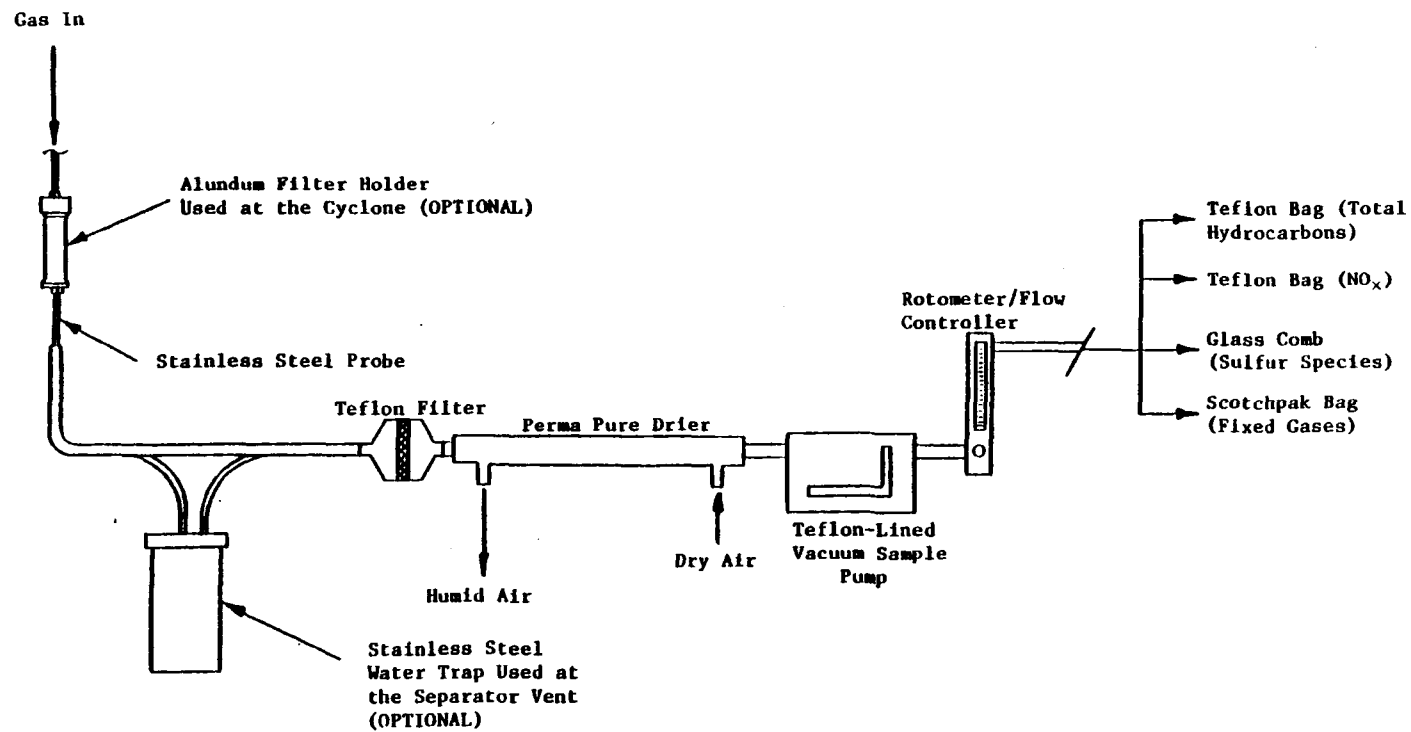 Gas In
Alundum Filter Holder
Used at the Cyclone (OPTIONAL)
Stainless Steel Probe
Teflon Filter
Perma Pure Drier
Rotometer/Flow
Controller
Teflon Bag (Total
Hydrocarbons)
Teflon Bag (NOₓ)
Glass Comb
(Sulfur Species)
Scotchpak Bag
(Fixed Gases)
Humid Air
Dry Air
Teflon-Lined
Vacuum Sample
Pump
Stainless Steel
Water Trap Used at
the Separator Vent
(OPTIONAL)